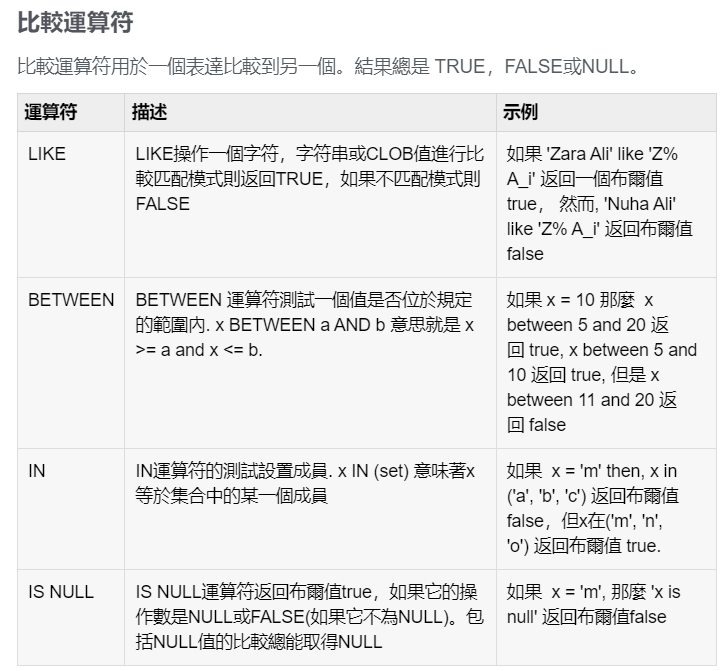 比較運算符
比較運算符用於一個表達比較到另一個。結果總是 TRUE，FALSE或NULL。
運算符 描述 示例
LIKE
LIKE操作一個字符，字符串或CLOB值進行比
較匹配模式則返回TRUE，如果不匹配模式則
FALSE
如果 'Zara Ali' like 'Z%
A_i' 返回一個布爾值
true， 然而, 'Nuha Ali'
like 'Z% A_i' 返回布爾值
false
BETWEEN
BETWEEN 運算符測試一個值是否位於規定
的範圍內. x BETWEEN a AND b 意思就是 x
>= a and x <= b.
如果 x = 10 那麼 x
between 5 and 20 返
回 true, x between 5 and
10 返回 true, 但是 x
between 11 and 20 返
回 false
IN
IN運算符的測試設置成員. x IN (set) 意味著x
等於集合中的某一個成員
如果 x = 'm' then, x in
('a', 'b', 'c') 返回布爾值
false，但x在('m', 'n',
'o') 返回布爾值 true.
IS NULL
IS NULL運算符返回布爾值true，如果它的操
作數是NULL或FALSE(如果它不為NULL)。包
括NULL值的比較總能取得NULL
如果 x = 'm', 那麼 'x is
null' 返回布爾值false